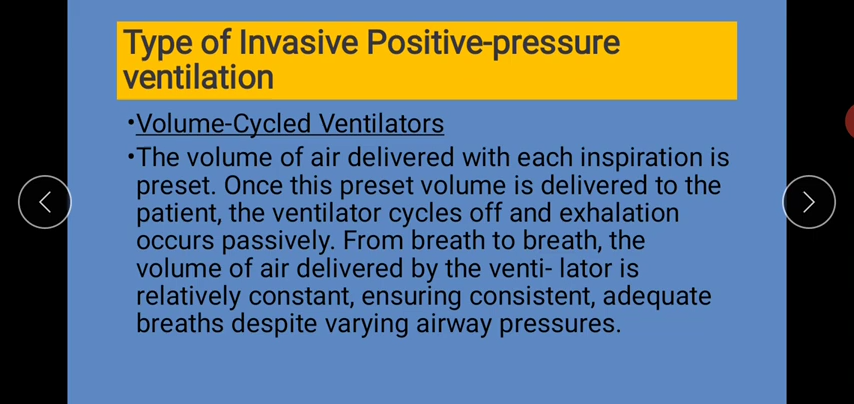 Type of Invasive Positive-pressure
ventilation
•Volume-Cycled Ventilators
•The volume of air delivered with each inspiration is
preset. Once this preset volume is delivered to the
patient, the ventilator cycles off and exhalation
occurs passively. From breath to breath, the
volume of air delivered by the venti- lator is
relatively constant, ensuring consistent, adequate
breaths despite varying airway pressures.